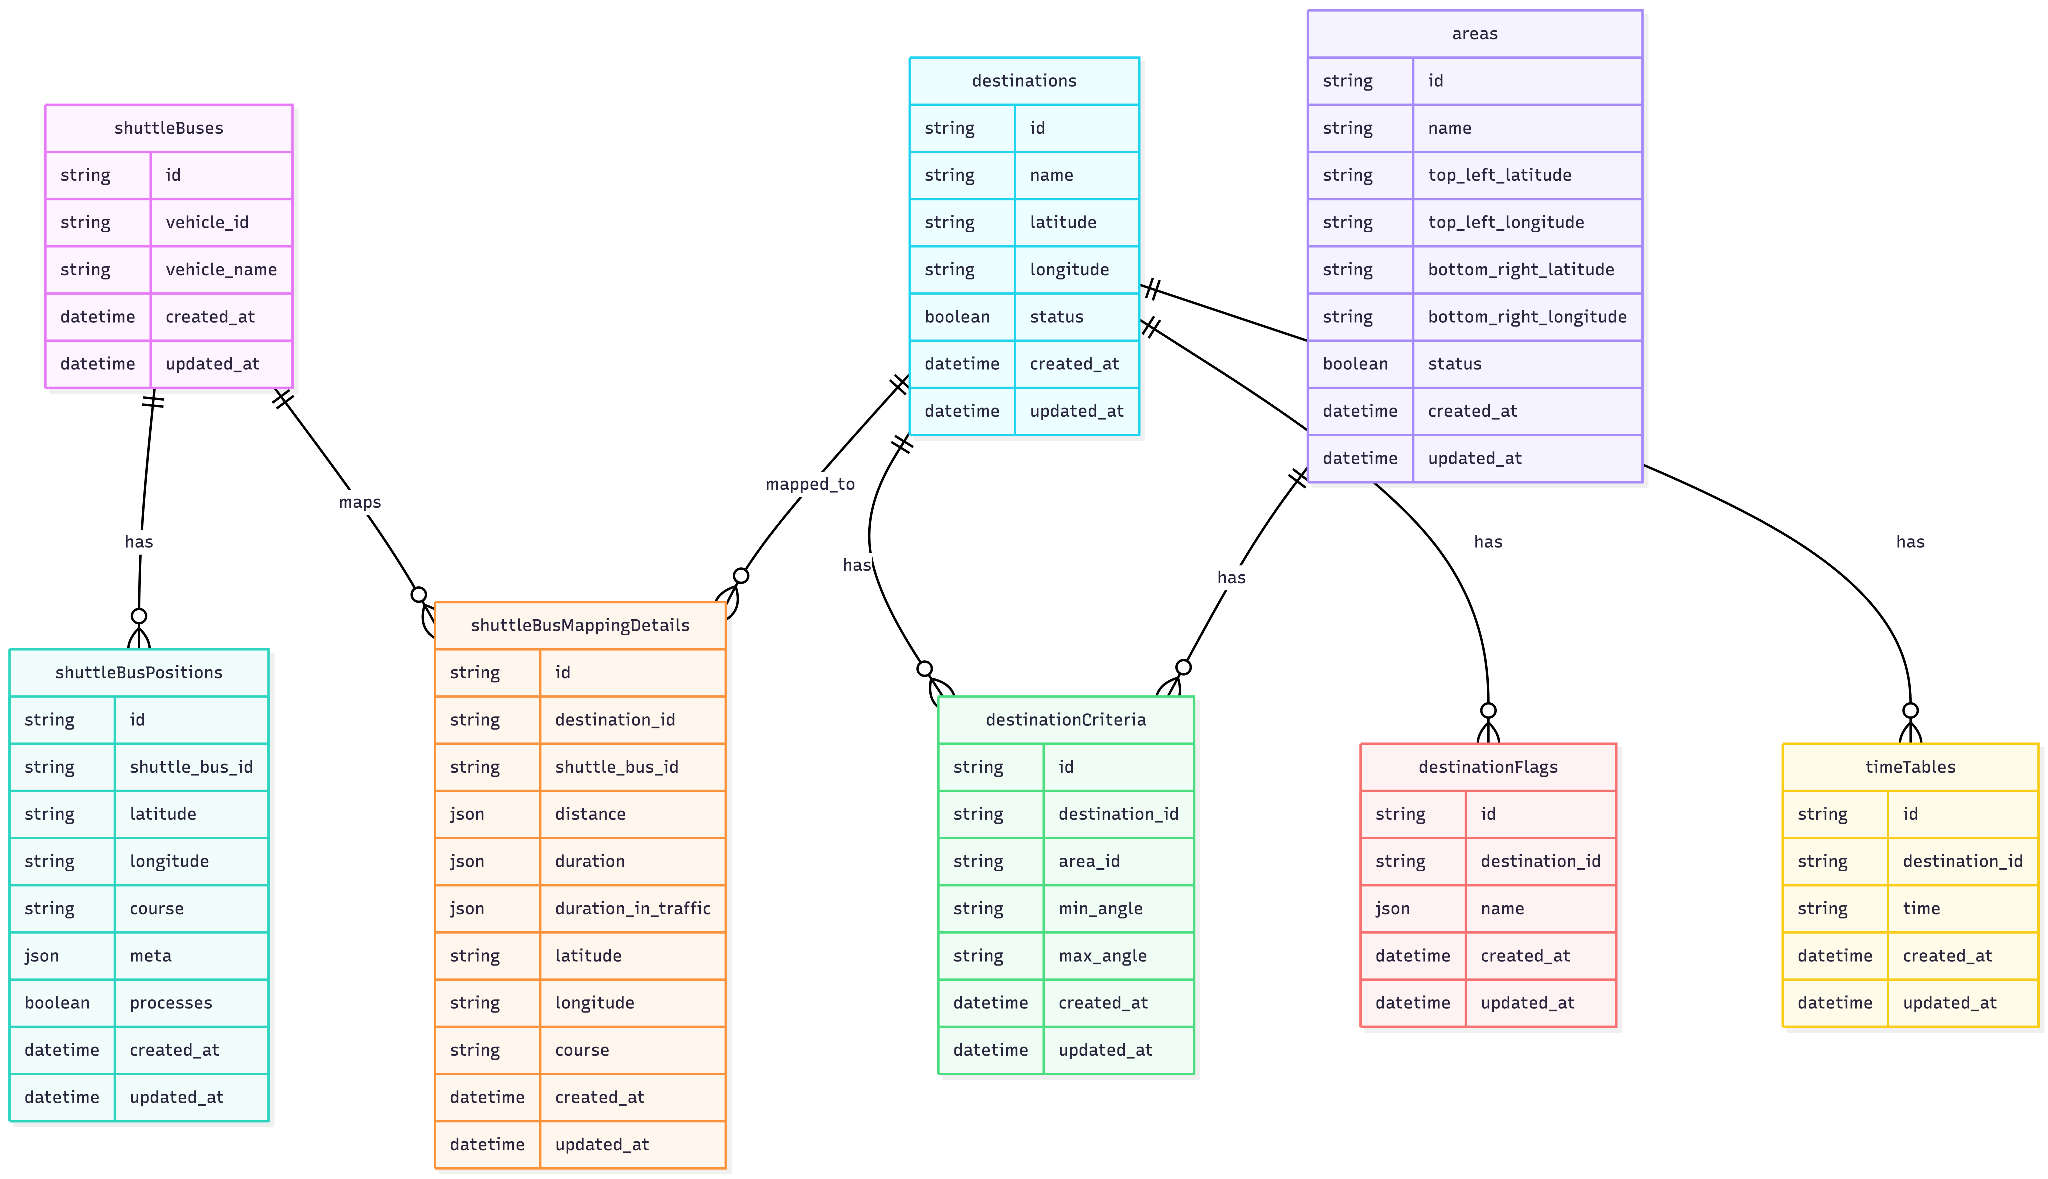 areas
string id
string name
string top_left_latitude
string top_left_longitude
string bottom_right_latitude
string bottom_right_longitude
boolean status
datetime created_at
datetime updated_at
destinations
string id
string name
string latitude
string longitude
boolean status
datetime created_at
datetime updated_at
shuttleBuses
string id
string vehicle_id
string vehicle_name
datetime created_at
datetime updated_at
has
maps
mapped_to
has
has
has
has
shuttleBusPositions
string id
string shuttle_bus_id
string latitude
string longitude
string course
json meta
boolean processes
datetime created_at
datetime updated_at
shuttleBusMappingDetails
string id
string destination_id
string shuttle_bus_id
json distance
json duration
json duration_in_traffic
string latitude
string longitude
string course
datetime created_at
datetime updated_at
destinationCriteria
string id
string destination_id
string area_id
string min_angle
string max_angle
datetime created_at
datetime updated_at
destinationFlags
string id
string destination_id
json name
datetime created_at
datetime updated_at
timeTables
string id
string destination_id
string time
datetime created_at
datetime updated_at